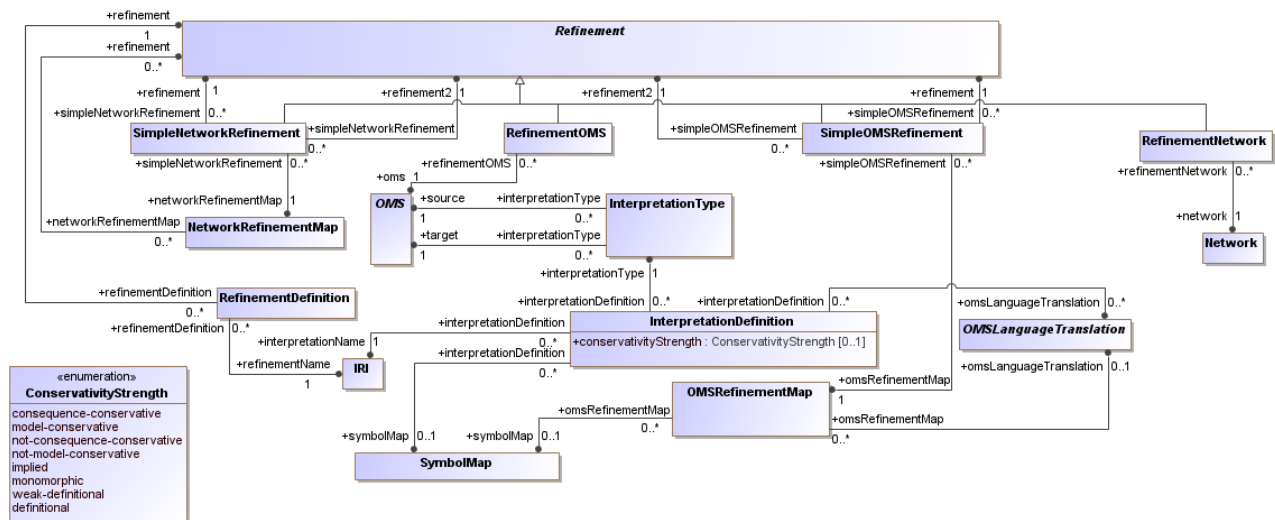 +refinement
1
Refinement
+refinement
0..*
+refinement
1
+refinement2
1
+refinement2
1
+refinement
1
+simpleNetworkRefinement
0..*
+simpleOMSRefinement
0..*
SimpleNetworkRefinement
+simpleNetworkRefinement
0..*
RefinementOMS
+simpleOMSRefinement
0..*
SimpleOMSRefinement
RefinementNetwork
+simpleNetworkRefinement
0..*
+refinementOMS
0..*
+simpleOMSRefinement
0..*
+refinementNetwork
0..*
+oms
1
+networkRefinementMap
1
OMS
+source
1
+interpretationType
0..*
InterpretationType
+networkRefinementMap
0..*
NetworkRefinementMap
+target
1
+interpretationType
0..*
+network
1
Network
+interpretationType
1
+refinementDefinition
0..*
RefinementDefinition
+interpretationDefinition
0..*
+interpretationDefinition
0..*
+omsLanguageTranslation
0..*
+refinementDefinition
0..*
+interpretationDefinition
0..*
InterpretationDefinition
OMSLanguageTranslation
+interpretationName
1
+conservativityStrength : ConservativityStrength [0..1]
+refinementName
1
IRI
+interpretationDefinition
0..*
+omsLanguageTranslation
0..1
«enumeration»
ConservativityStrength
consequence-conservative
model-conservative
not-consequence-conservative
not-model-conservative
implied
monomorphic
weak-definitional
definitional
OMSRefinementMap
+omsRefinementMap
1
+omsRefinementMap
0..*
+omsRefinementMap
0..*
+symbolMap
0..1
+symbolMap
0..1
SymbolMap